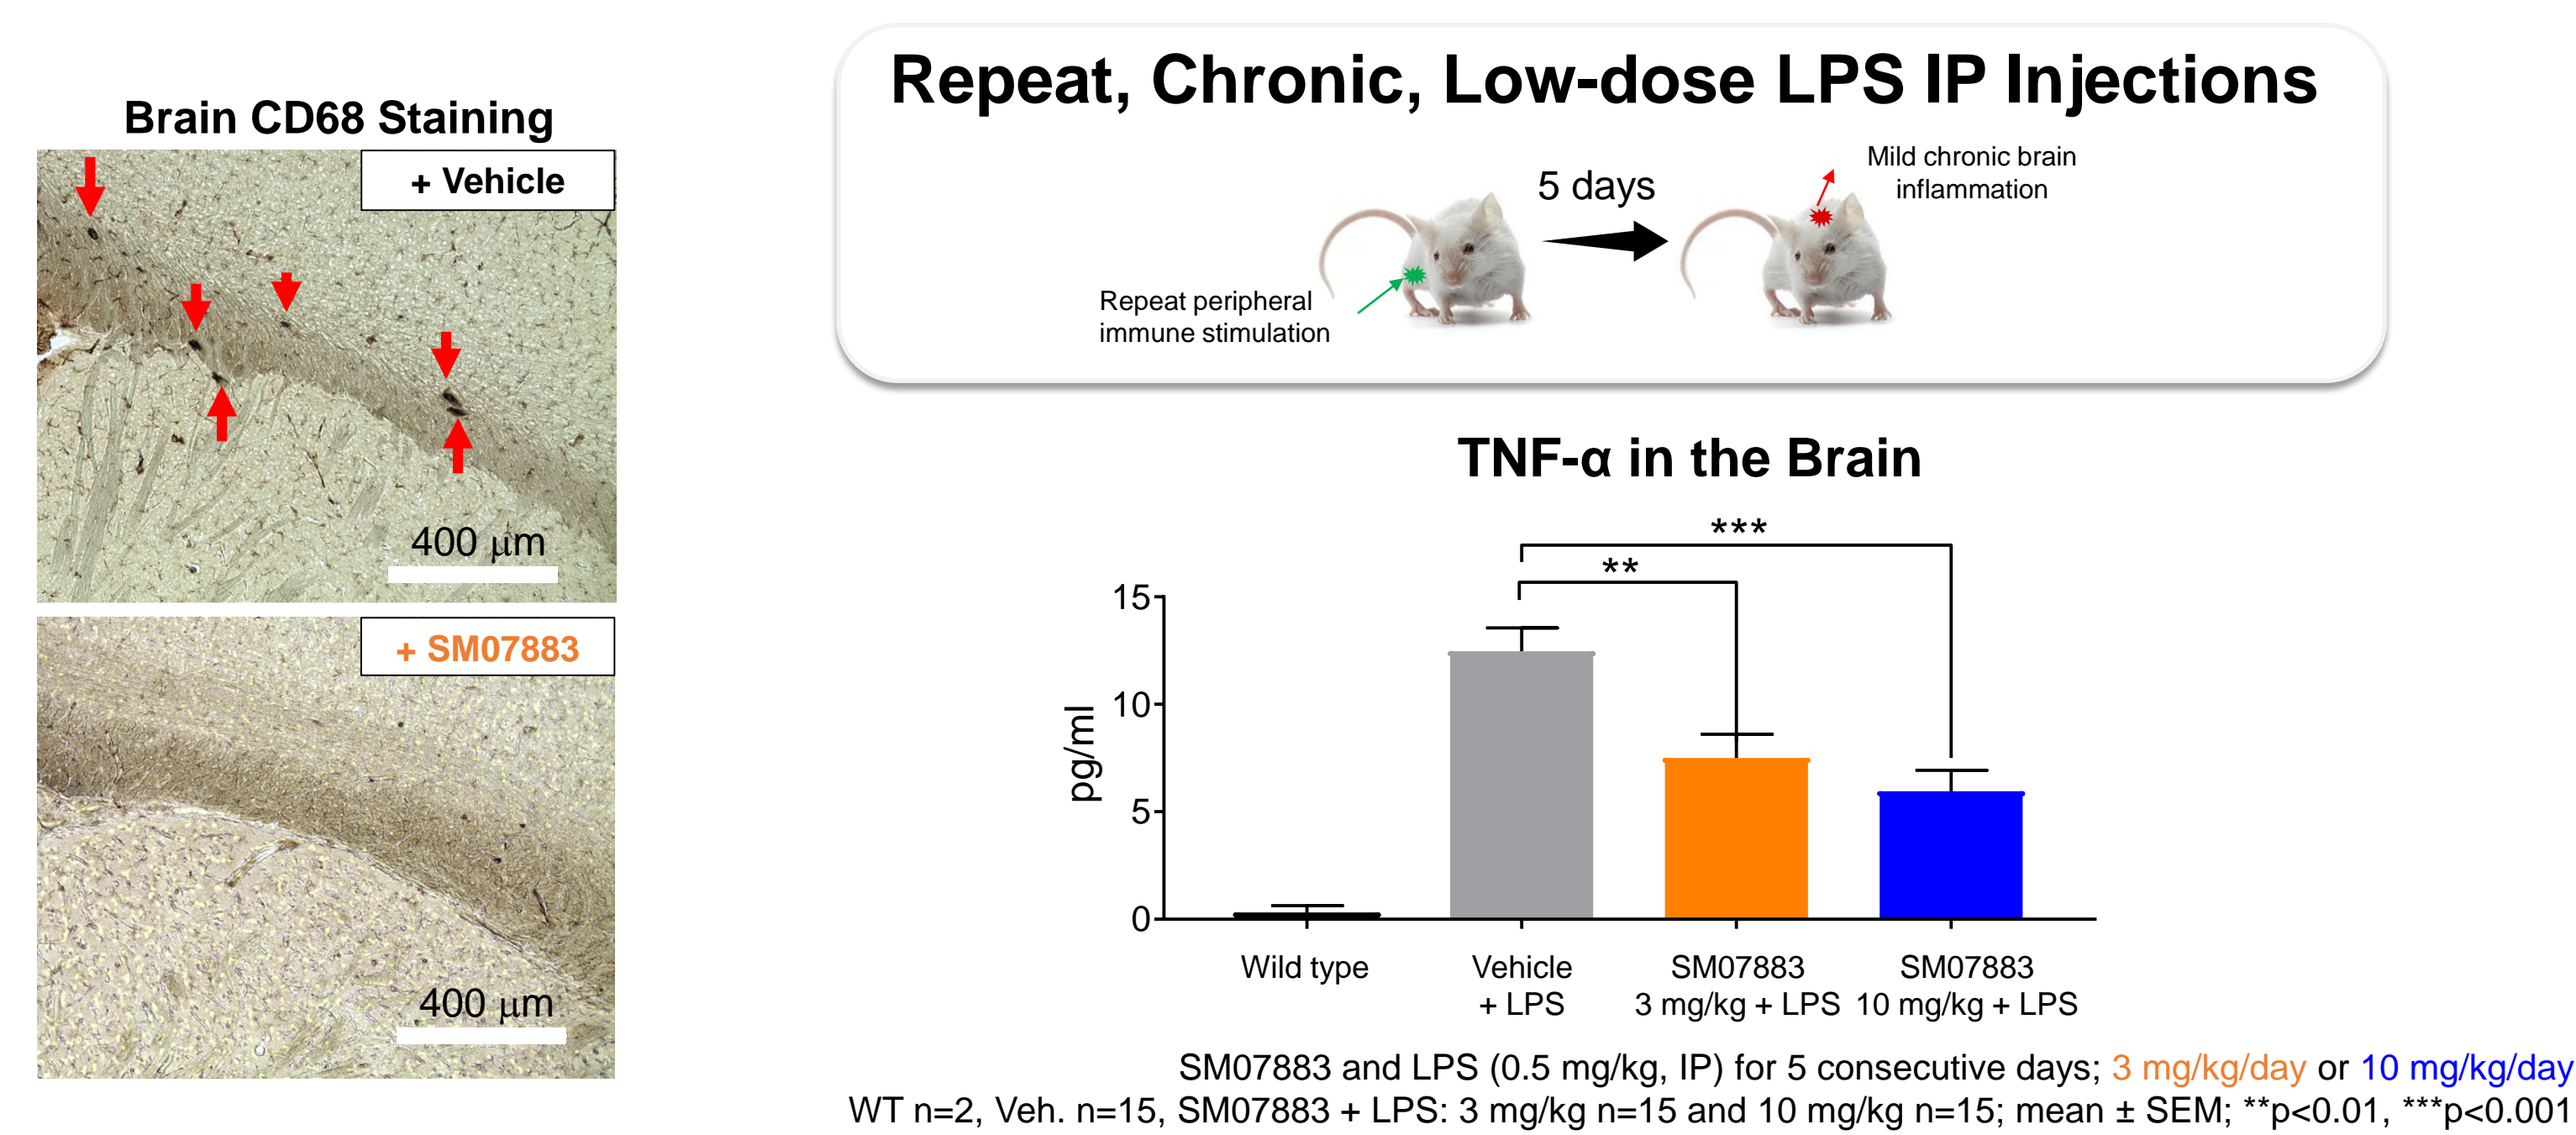 Repeat, Chronic, Low-dose LPS IP Injections
Brain CD68 Staining
+ Vehicle
400 μm
+ SM07883
400 μm
5 days
Mild chronic brain
inflammation
Repeat peripheral
immune stimulation
TNF-α in the Brain
***
**
pg/ml
15
10
5
0
Wild type
Vehicle
+ LPS
SM07883
3 mg/kg + LPS
SM07883
10 mg/kg + LPS
SM07883 and LPS (0.5 mg/kg, IP) for 5 consecutive days; 3 mg/kg/day or 10 mg/kg/day
WT n=2, Veh. n=15, SM07883 + LPS: 3 mg/kg n=15 and 10 mg/kg n=15; mean ± SEM; **p<0.01, ***p<0.001